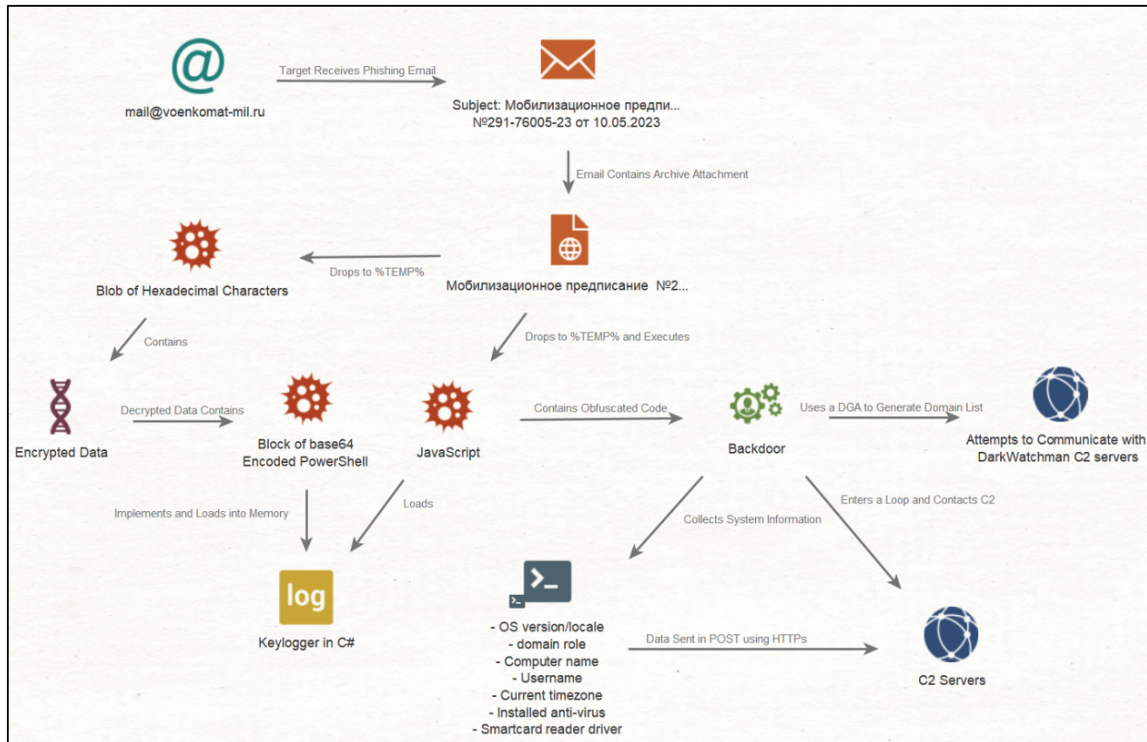 Target Receives Phishing Email
mail@voenkomat-mil.ru
Subject: Мобилизационное предпи...
№291-76005-23 от 10.05.2023
Email Contains Archive Attachment
Drops to %TEMP%
Blob of Hexadecimal Characters
Мобилизационное предписание №2...
Contains
Drops to %TEMP% and Executes
Encrypted Data
Decrypted Data Contains
Block of base64
Encoded PowerShell
JavaScript
Contains Obfuscated Code
Backdoor
Uses a DGA to Generate Domain List
Attempts to Communicate with
DarkWatchman C2 servers
Implements and Loads into Memory
Loads
Collects System Information
Enters a Loop and Contacts C2
log
Keylogger in C#
- OS version/locale
- domain role
- Computer name
- Username
- Current timezone
- Installed anti-virus
- Smartcard reader driver
Data Sent in POST using HTTPs
C2 Servers